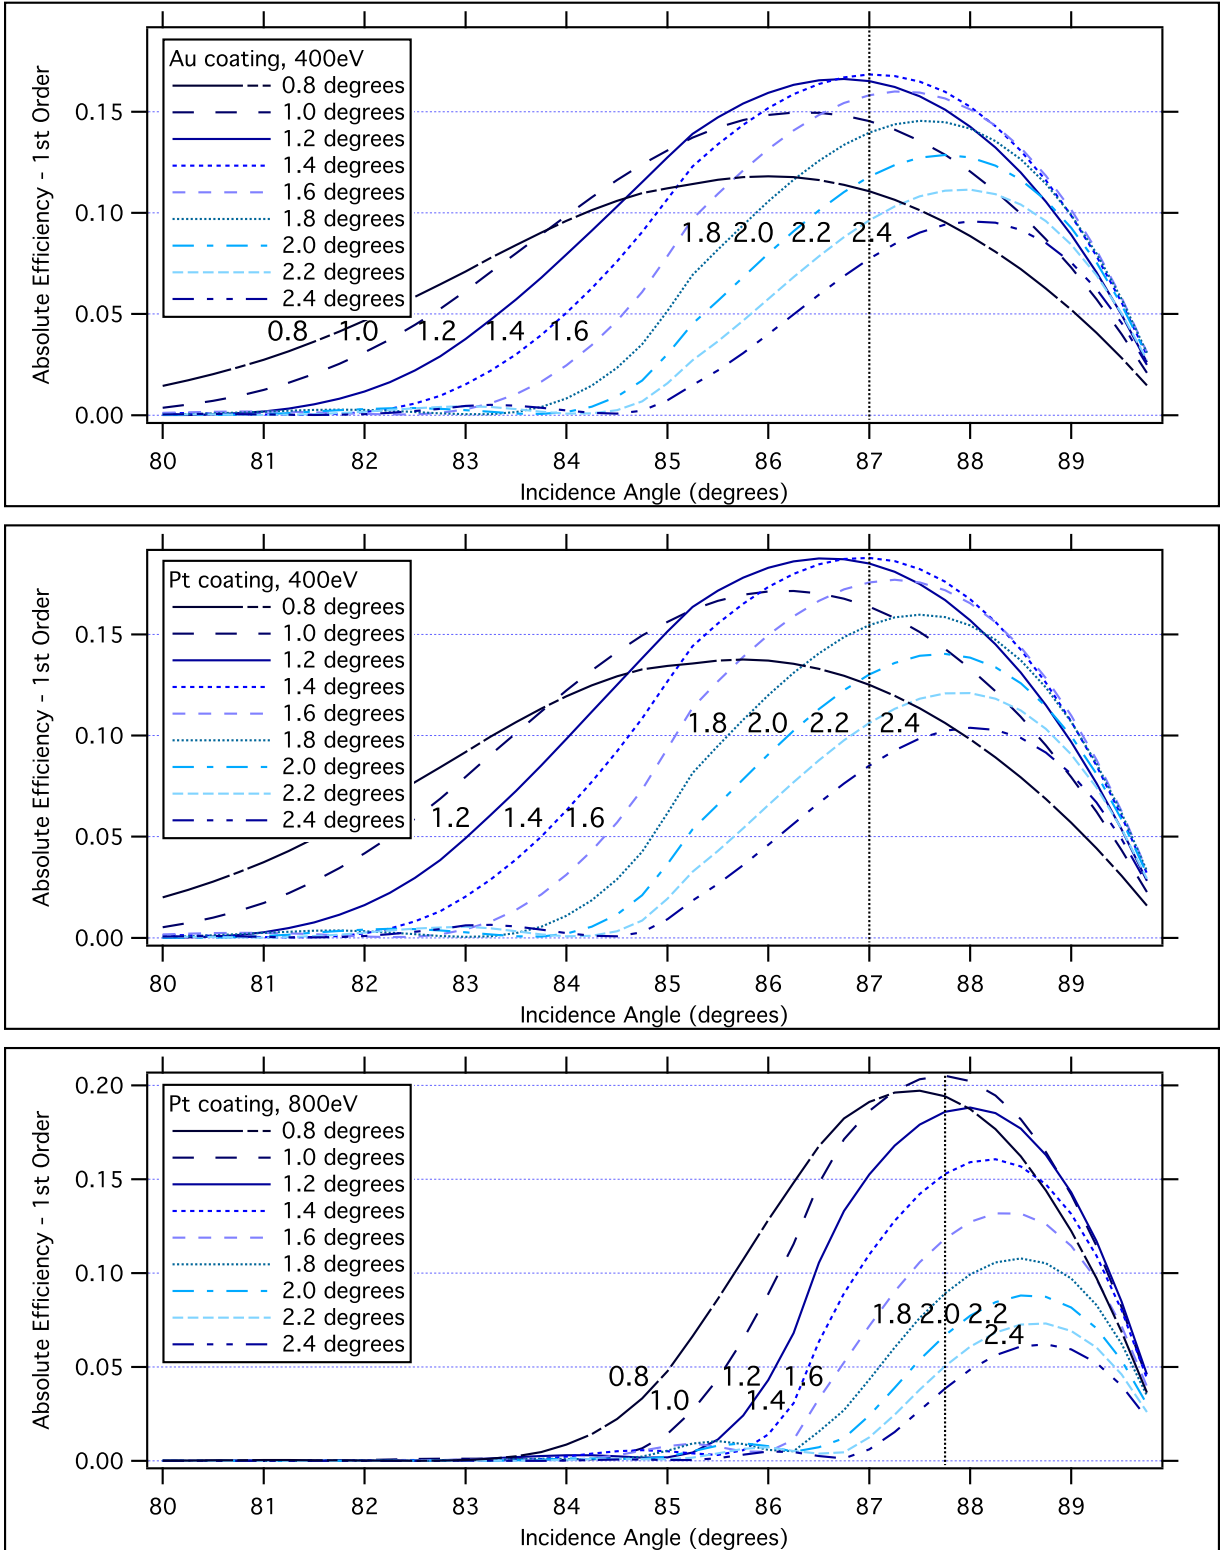 Au coating, 400eV
0.8 degrees
1.0 degrees
1.2 degrees
1.4 degrees
1.6 degrees
1.8 degrees
2.0 degrees
2.2 degrees
2.4 degrees
Absolute Efficiency - 1st Order
0.15
0.10
0.05
0.00
1.8 2.0 2.2 2.4
0.8 1.0 1.2 1.4 1.6
80 81 82 83 84 85 86 87 88 89
Incidence Angle (degrees)
Pt coating, 400eV
0.8 degrees
1.0 degrees
1.2 degrees
1.4 degrees
1.6 degrees
1.8 degrees
2.0 degrees
2.2 degrees
2.4 degrees
Absolute Efficiency - 1st Order
0.15
0.10
0.05
0.00
1.8 2.0 2.2 2.4
1.2 1.4 1.6
80 81 82 83 84 85 86 87 88 89
Incidence Angle (degrees)
Pt coating, 800eV
0.8 degrees
1.0 degrees
1.2 degrees
1.4 degrees
1.6 degrees
1.8 degrees
2.0 degrees
2.2 degrees
2.4 degrees
Absolute Efficiency - 1st Order
0.20
0.15
0.10
0.05
0.00
1.8 2.0 2.2
2.4
0.8 1.2 1.6
1.0 1.4
80 81 82 83 84 85 86 87 88 89
Incidence Angle (degrees)